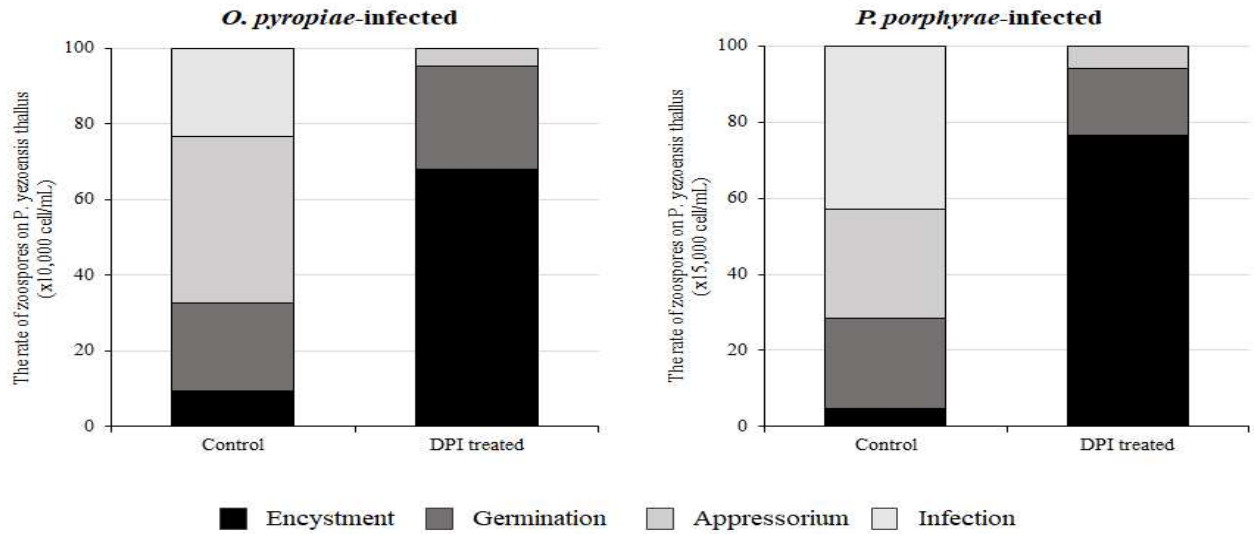 O. pyropiae-infected
The rate of zoospores on P. yezoensis thallus
(x10,000 cell/mL)
100
80
60
40
20
0
Control
DPI treated
P. porphyrae-infected
The rate of zoospores on P. yezoensis thallus
(x15,000 cell/mL)
100
80
60
40
20
0
Control
DPI treated
Encystment
Germination
Appressorium
Infection